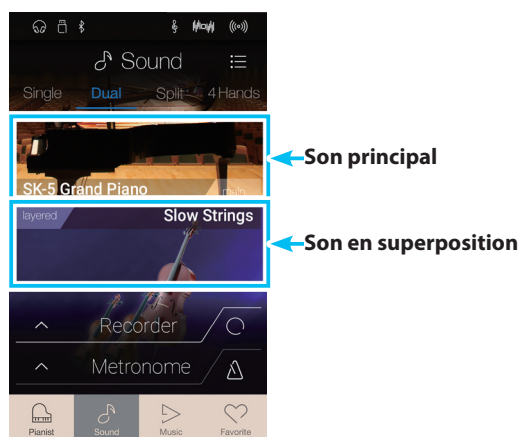 Sound
Single Dual Split 4 Hands
SK-5 Grand Piano main
Son principal
layered Slow Strings
Son en superposition
Recorder
Metronome
Pianist Sound Music Favorite